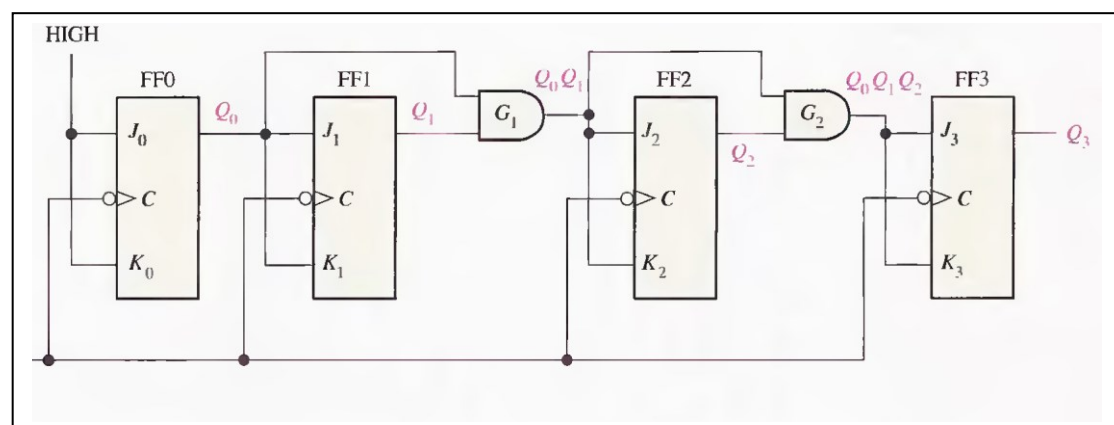 HIGH
FF0 FF1 FF2 FF3
Q₀ Q₁ Q₀Q₁ Q₂ Q₀Q₁Q₂ Q₃
G₁ G₂
J₀ J₁ J₂ J₃
C C C C
K₀ K₁ K₂ K₃